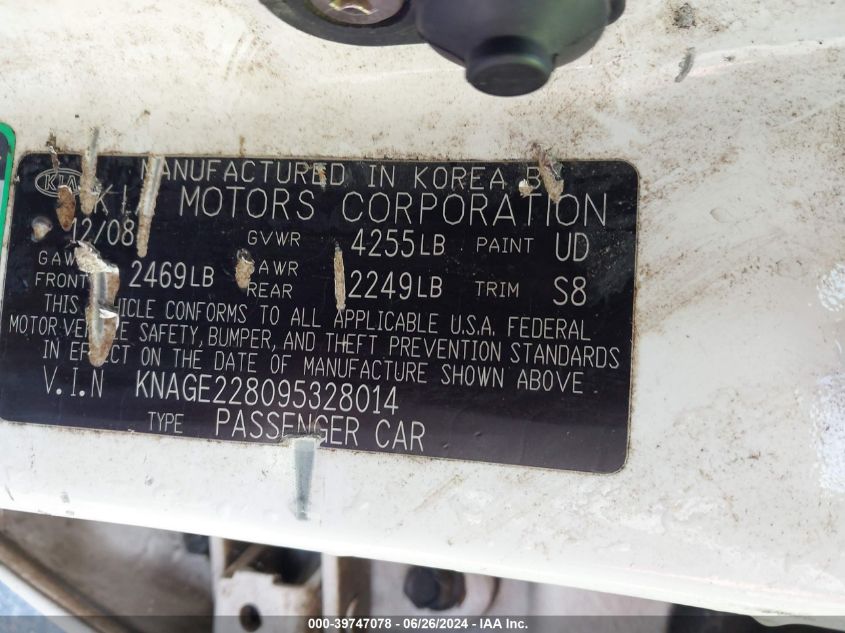 KIA
MANUFACTURED IN KOREA BY
KIA MOTORS CORPORATION
12/08 GVWR 4255LB PAINT UD
GAWR FRONT 2469LB GAWR REAR 2249LB TRIM S8
THIS VEHICLE CONFORMS TO ALL APPLICABLE U.S.A. FEDERAL
MOTOR VEHICLE SAFETY, BUMPER, AND THEFT PREVENTION STANDARDS
IN EFFECT ON THE DATE OF MANUFACTURE SHOWN ABOVE
V.I.N KNAGE228095328014
TYPE PASSENGER CAR
000-39747078 | 06/26/2024 - IAA Inc.